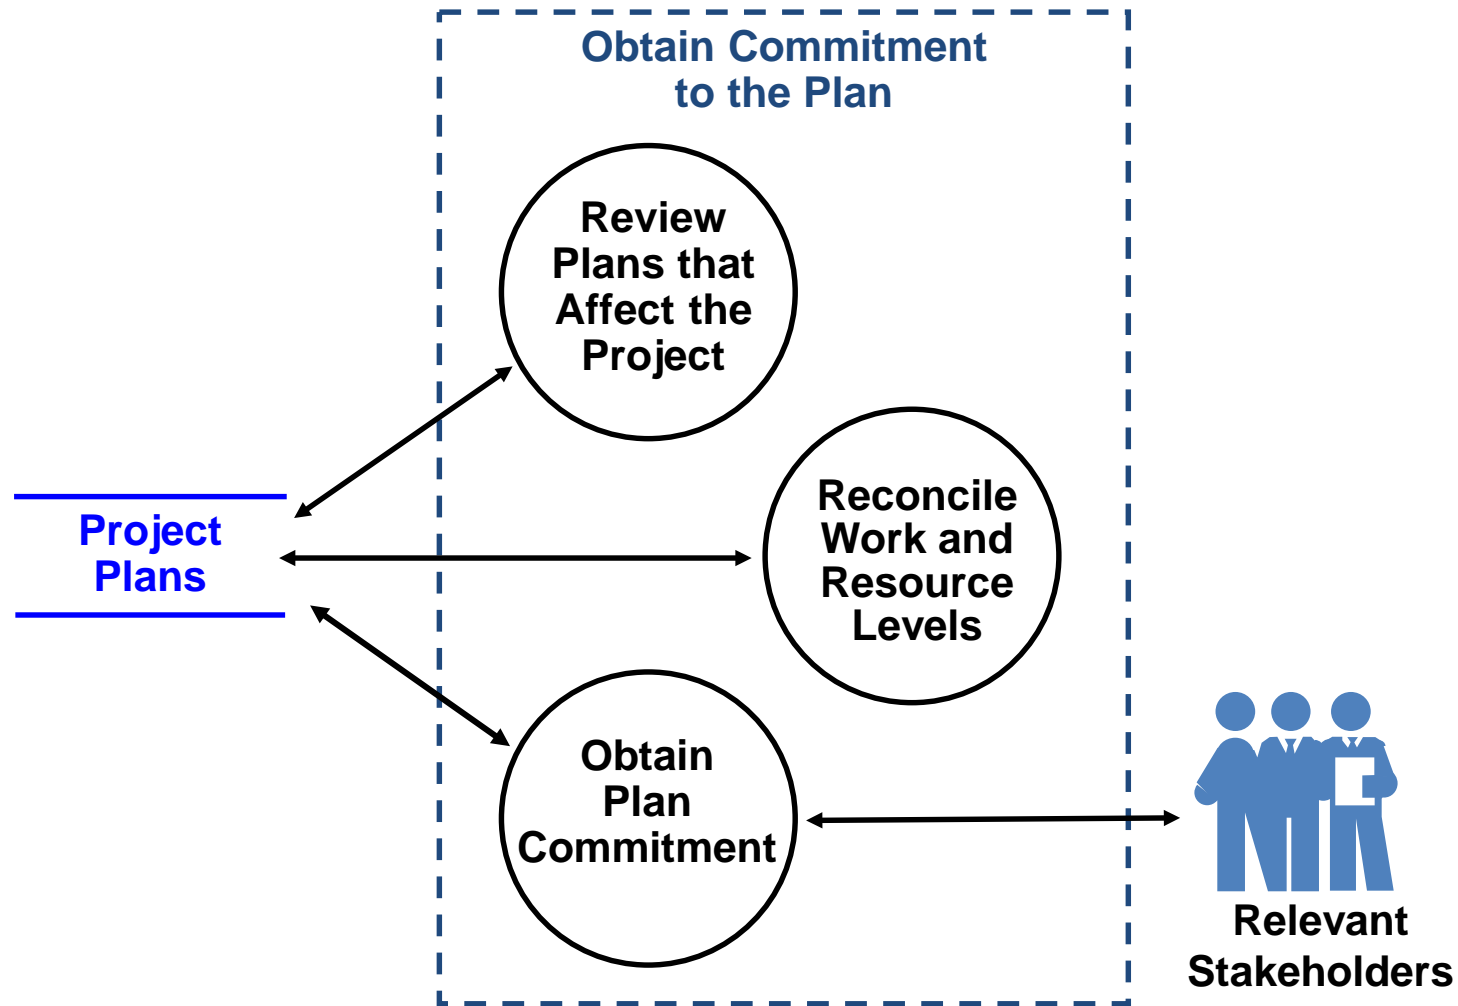 Obtain Commitment
to the Plan
Review
Plans that
Affect the
Project
Project
Plans
Reconcile
Work and
Resource
Levels
Obtain
Plan
Commitment
Relevant
Stakeholders